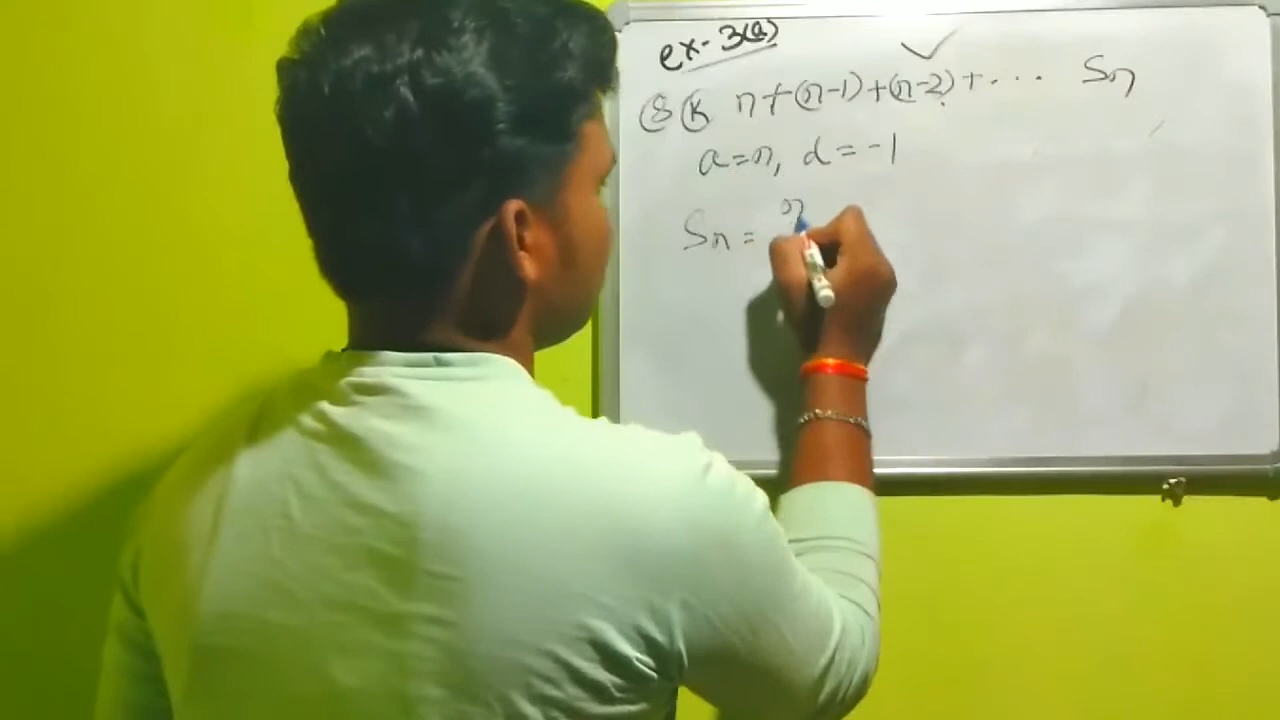 ex-3(a)
(8) (k) n+(n-1)+(n-2)+... Sn
a=n, d=-1
Sn = n